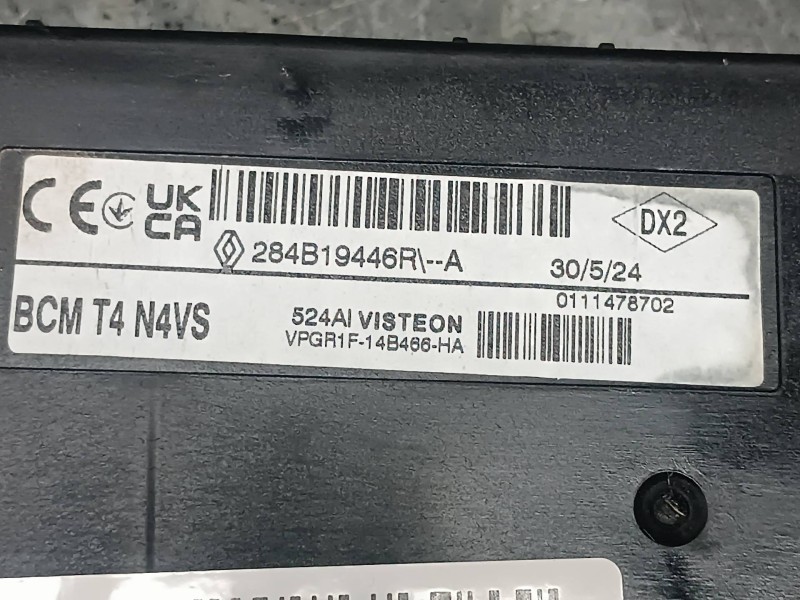 CE UK
CA
284B19446R\--A
DX2
30/5/24
0111478702
BCM T4 N4VS
524AI VISTEON
VPGR1F-14B466-HA